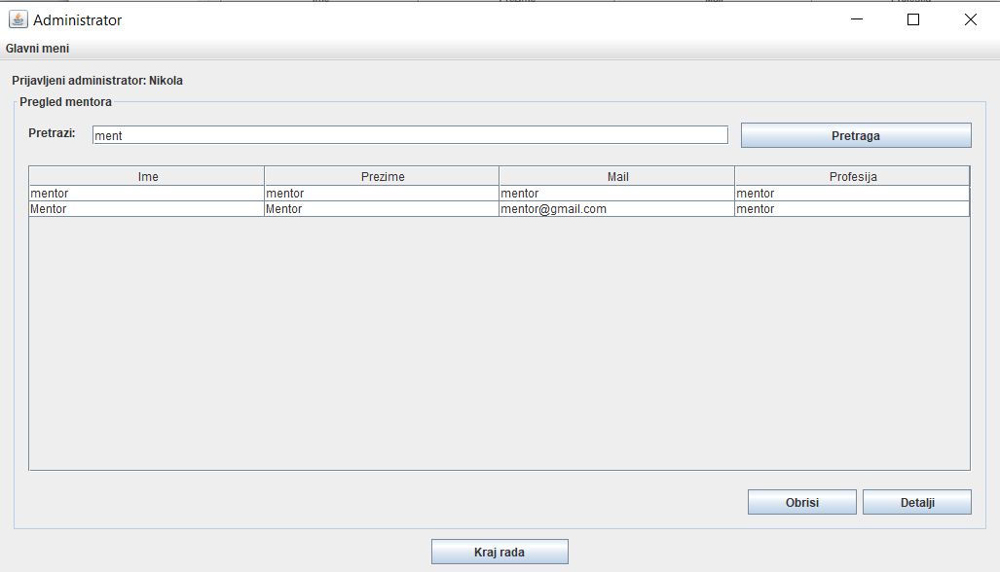 Administrator
Glavni meni
Prijavljeni administrator: Nikola
Pregled mentora
Pretrazi: ment Pretraga
Ime Prezime Mail Profesija
mentor mentor mentor mentor
Mentor Mentor mentor@gmail.com mentor
Obrisi Detalji
Kraj rada